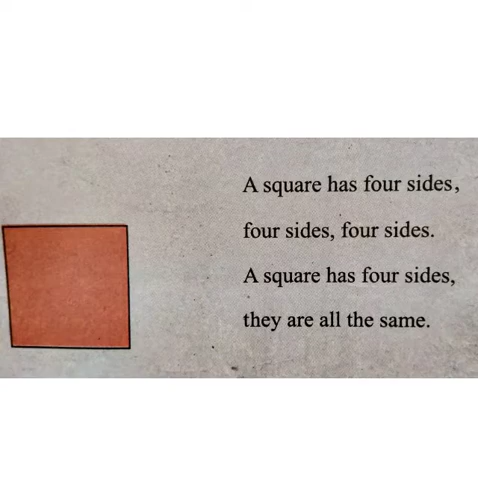 A square has four sides,
four sides, four sides.
A square has four sides,
they are all the same.